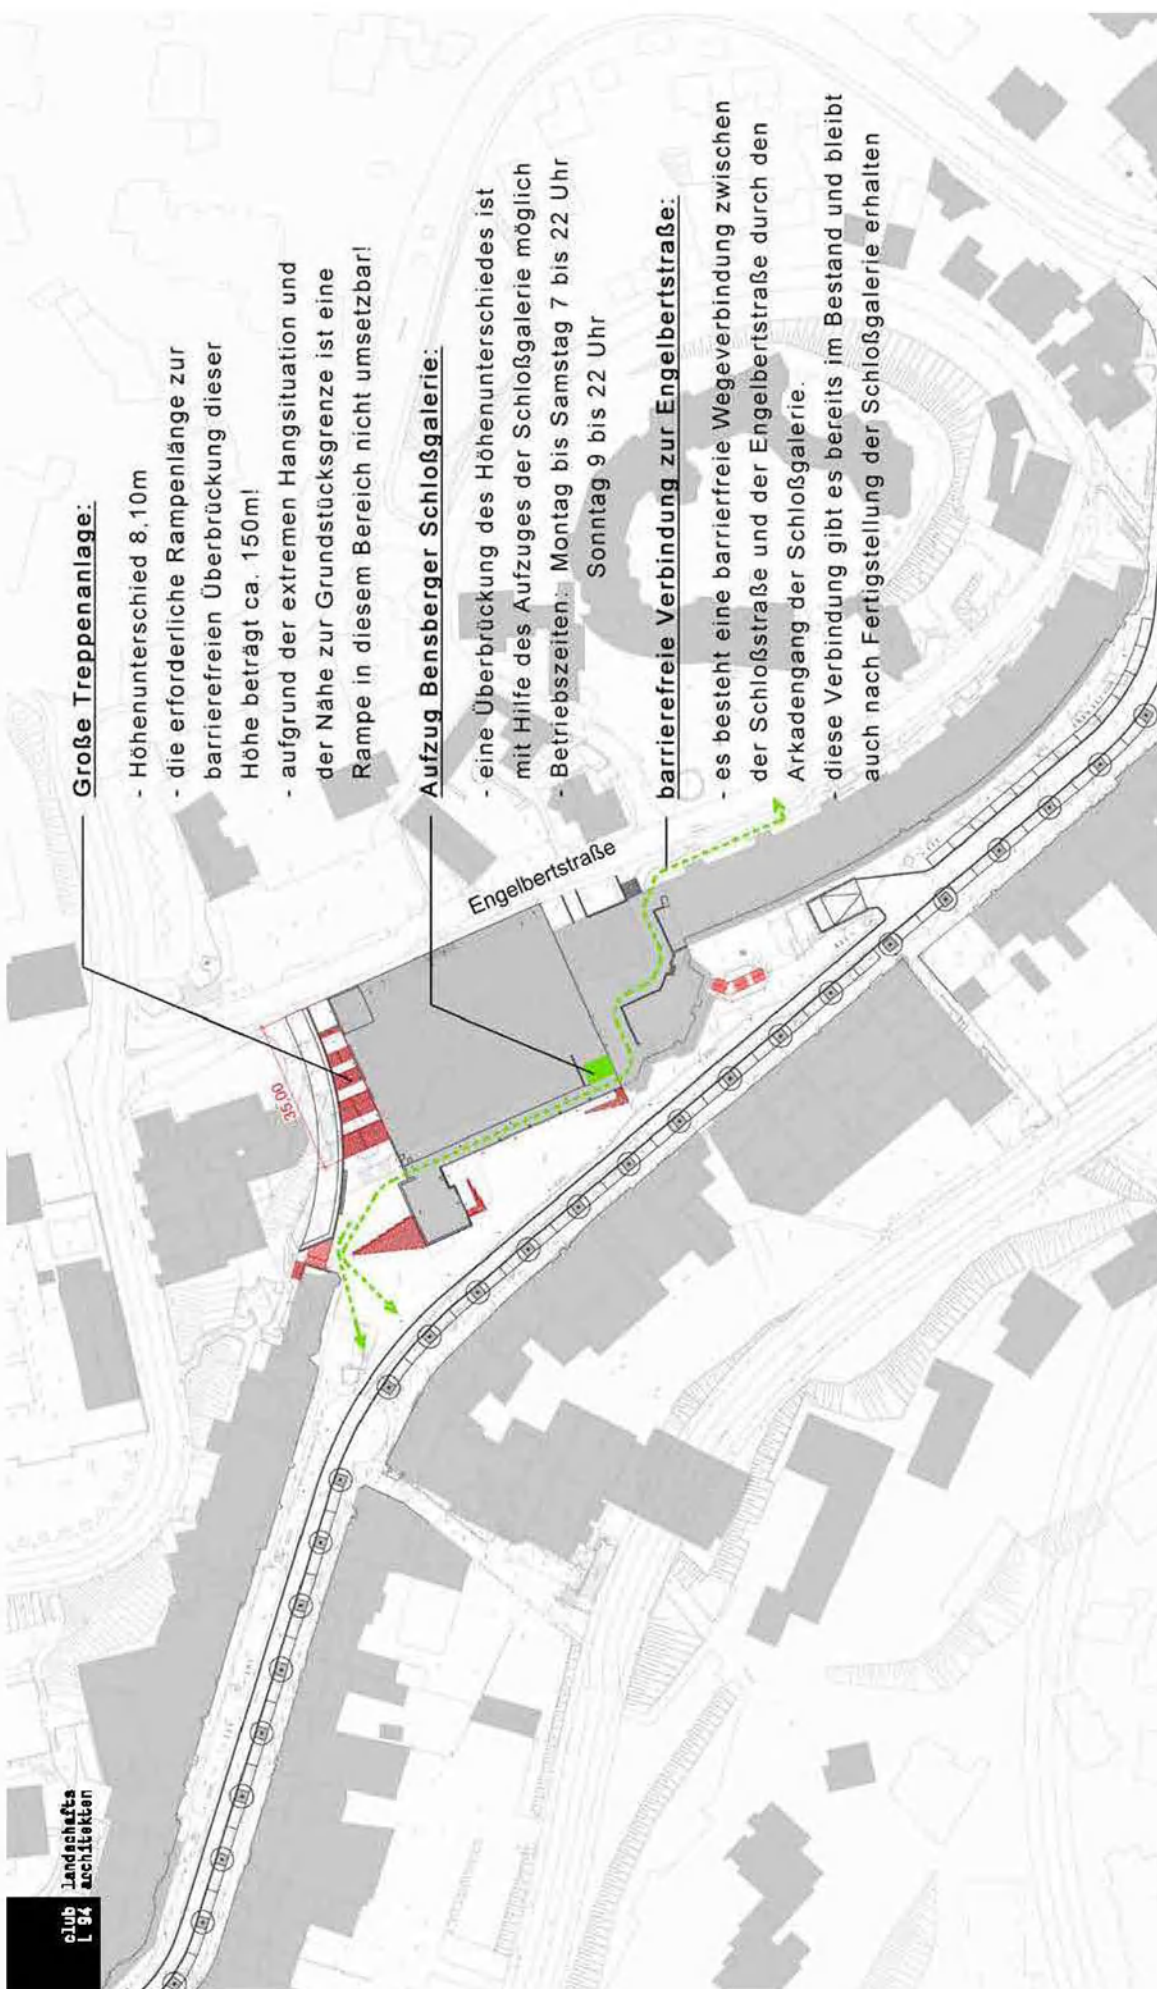 club landschafts
L 94 architekten
Große Treppenanlage:
- Höhenunterschied 8,10m
- die erforderliche Rampenlänge zur
barrierefreien Überbrückung dieser
Höhe beträgt ca. 150m!
- aufgrund der extremen Hangsituation und
der Nähe zur Grundstücksgrenze ist eine
Rampe in diesem Bereich nicht umsetzbar!
Aufzug Bensberger Schloßgalerie:
- eine Überbrückung des Höhenunterschiedes ist
mit Hilfe des Aufzuges der Schloßgalerie möglich
- Betriebszeiten: Montag bis Samstag 7 bis 22 Uhr
Sonntag 9 bis 22 Uhr
barrierefreie Verbindung zur Engelbertstraße:
- es besteht eine barrierfreie Wegeverbindung zwischen
der Schloßstraße und der Engelbertstraße durch den
Arkadengang der Schloßgalerie.
- diese Verbindung gibt es bereits im Bestand und bleibt
auch nach Fertigstellung der Schloßgalerie erhalten
Engelbertstraße
35,00